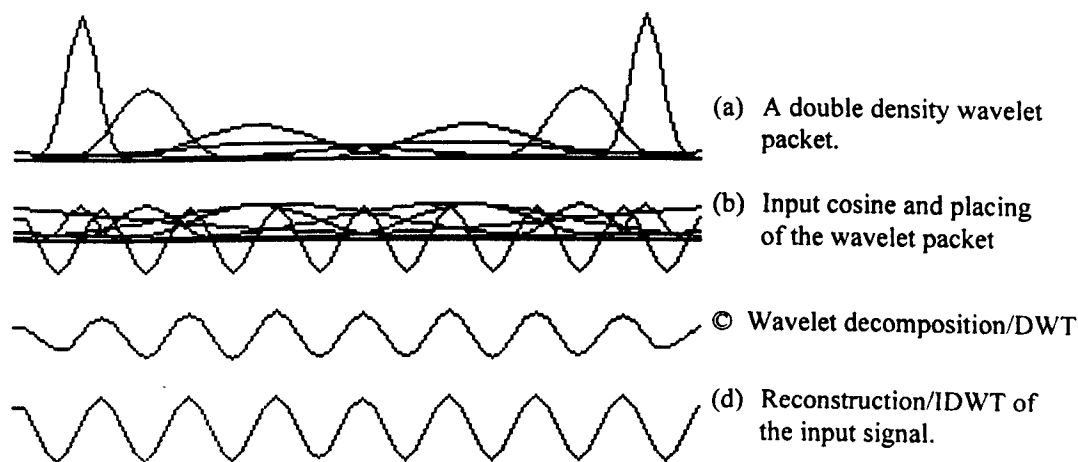 (a) A double density wavelet
packet.
(b) Input cosine and placing
of the wavelet packet
© Wavelet decomposition/DWT
(d) Reconstruction/IDWT of
the input signal.